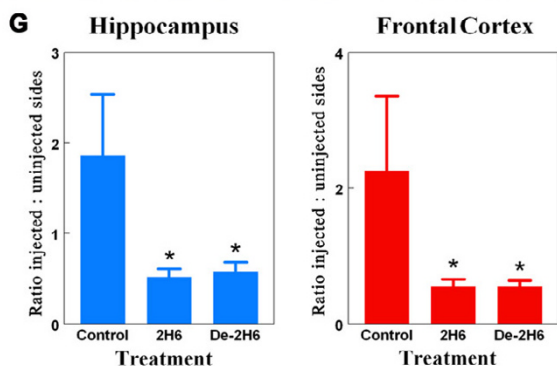 G
Hippocampus
Ratio injected : uninjected sides
3
2
1
0
*
*
Control 2H6 De-2H6
Treatment
Frontal Cortex
Ratio injected : uninjected sides
4
2
0
*
*
Control 2H6 De-2H6
Treatment